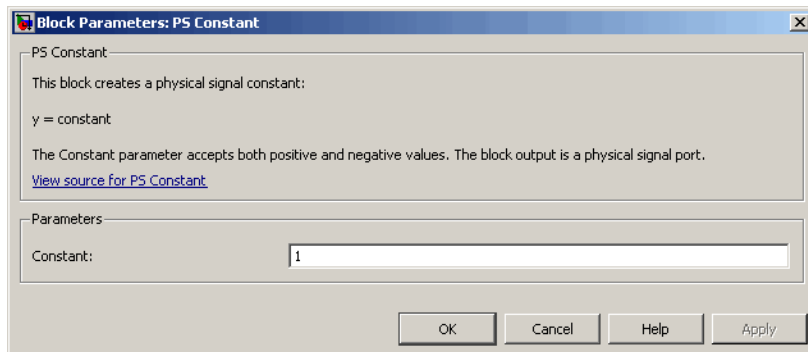 Block Parameters: PS Constant
PS Constant
This block creates a physical signal constant:
y = constant
The Constant parameter accepts both positive and negative values. The block output is a physical signal port.
View source for PS Constant
Parameters
Constant: 1
OK Cancel Help Apply